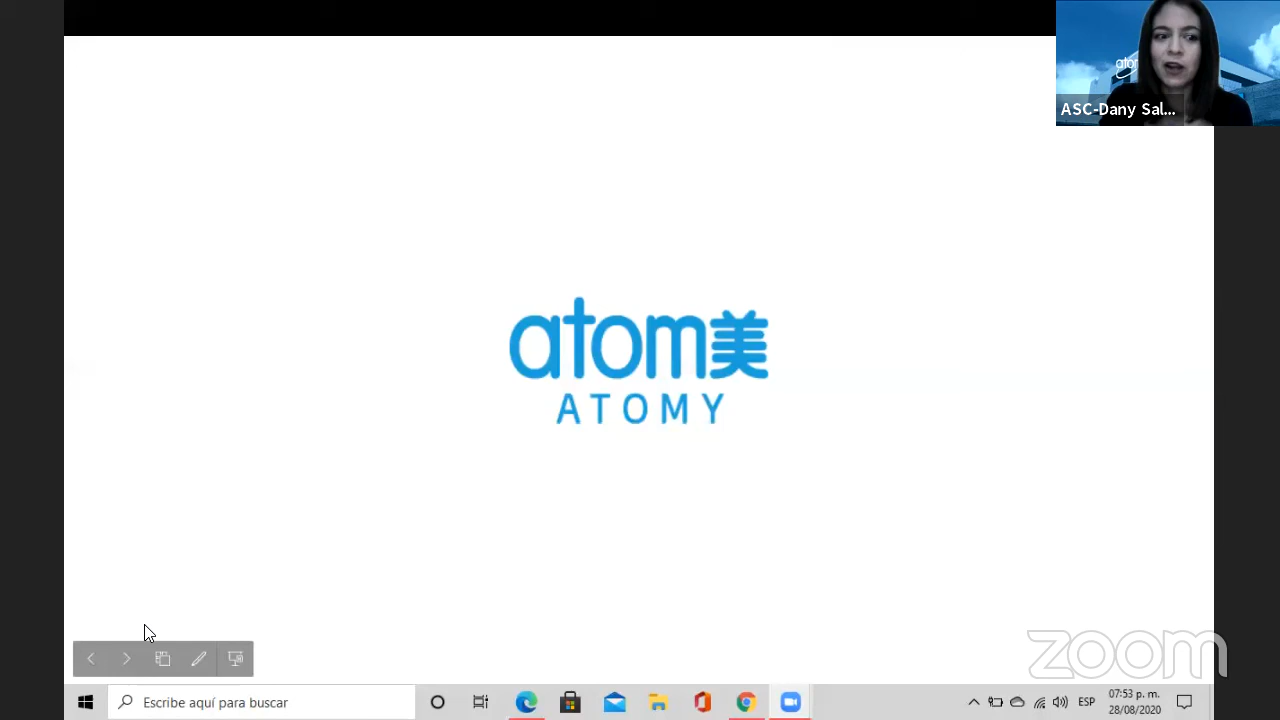 ASC-Dany Sal...
atom美
ATOMY
zoom
Escribe aquí para buscar
ESP
07:53 p. m.
28/08/2020